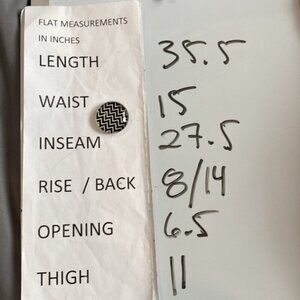 FLAT MEASUREMENTS
IN INCHES
LENGTH 35.5
WAIST 15
INSEAM 27.5
RISE / BACK 8/14
OPENING 6.5
THIGH 11